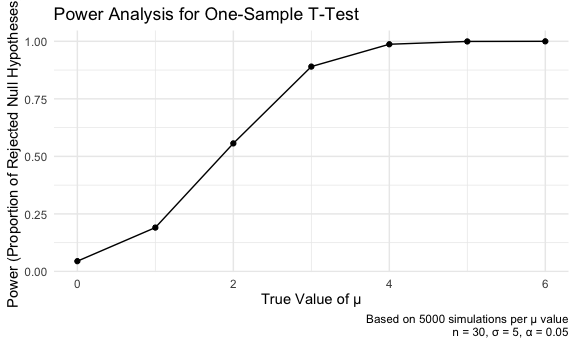 Power Analysis for One-Sample T-Test
Power (Proportion of Rejected Null Hypotheses
1.00
0.75
0.50
0.25
0.00
0
2
4
6
True Value of μ
Based on 5000 simulations per μ value
n = 30, σ = 5, α = 0.05